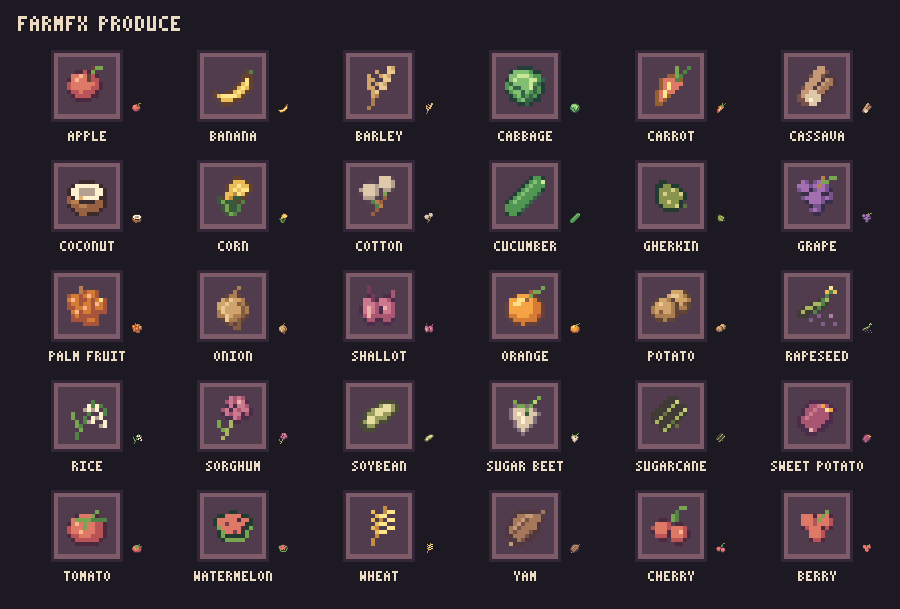 FARMFX PRODUCE
APPLE BANANA BARLEY CABBAGE CARROT CASSAVA
COCONUT CORN COTTON CUCUMBER GHERKIN GRAPE
PALM FRUIT ONION SHALLOT ORANGE POTATO RAPESEED
RICE SORGHUM SOYBEAN SUGAR BEET SUGARCANE SWEET POTATO
TOMATO WATERMELON WHEAT YAM CHERRY BERRY